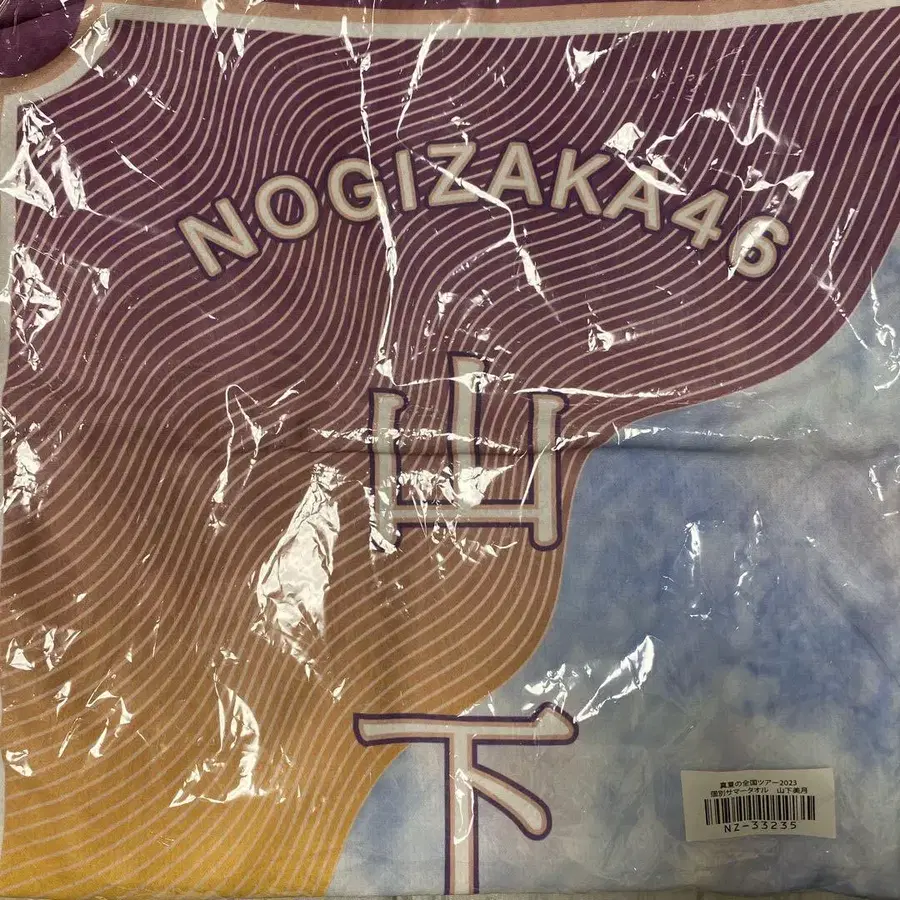 NOGIZAKA46
山
下
真夏の全国ツアー2023
個別サマータオル 山下美月
NZ-33235